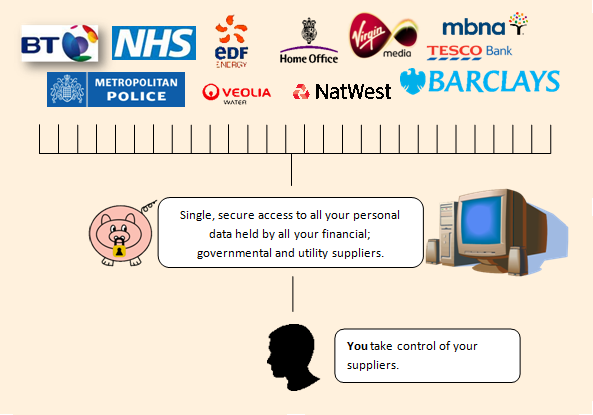 BT
NHS
edf
ENERGY
Home Office
Virgin
media
mbna
TESCO Bank
METROPOLITAN
POLICE
VEOLIA
WATER
NatWest
BARCLAYS
Single, secure access to all your personal
data held by all your financial;
governmental and utility suppliers.
You take control of your
suppliers.